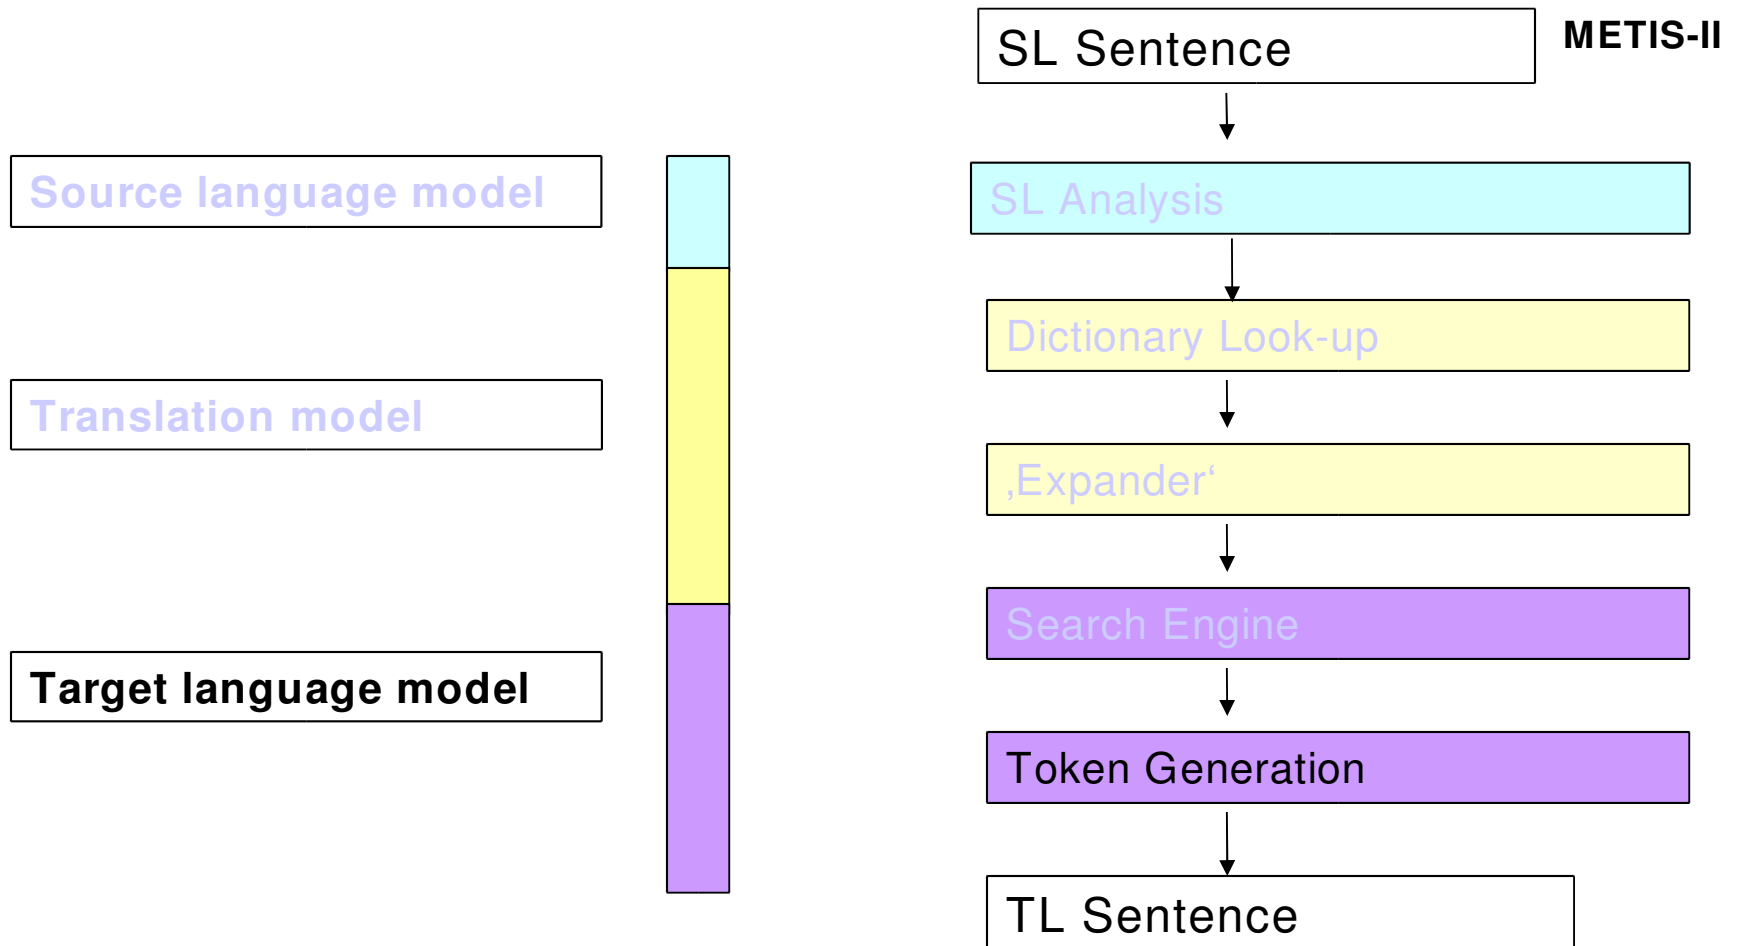 SL Sentence
METIS-II
Source language model
SL Analysis
Dictionary Look-up
Translation model
‚Expander‘
Search Engine
Target language model
Token Generation
TL Sentence